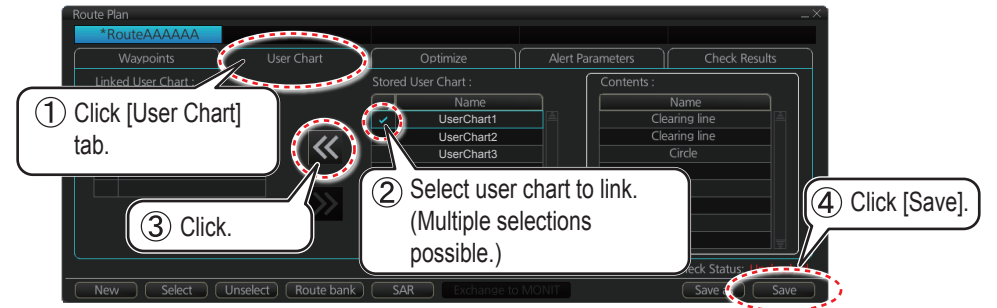 Route Plan
*RouteAAAAAA
Waypoints
User Chart
Optimize
Alert Parameters
Check Results
Linked User Chart :
Stored User Chart :
Contents :
Name
Name
UserChart1
Clearing line
UserChart2
Clearing line
UserChart3
Circle
① Click [User Chart]
tab.
② Select user chart to link.
(Multiple selections
possible.)
③ Click.
④ Click [Save].
Status:
New
Select
Unselect
Route bank
SAR
Exchange to MONIT
Save
Save